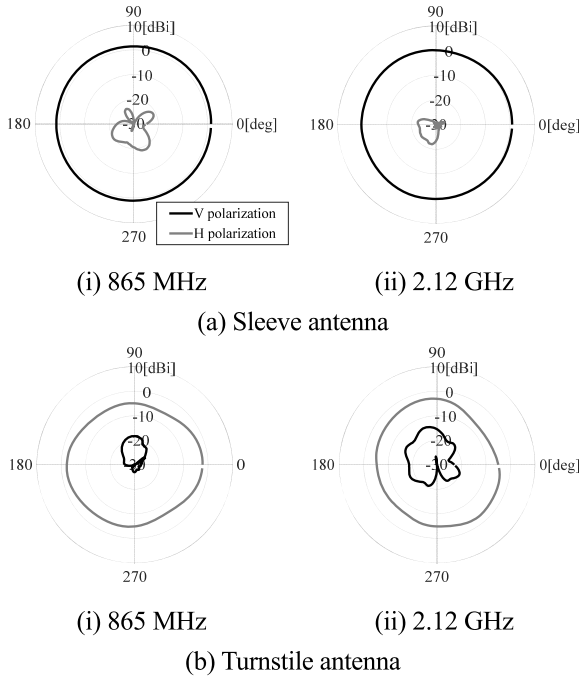 90
10[dBi]
0
-10
-20
-30
180
0[deg]
270
90
10[dBi]
0
-10
-20
-30
180
0[deg]
270
V polarization
H polarization
(i) 865 MHz
(ii) 2.12 GHz
(a) Sleeve antenna
90
10[dBi]
0
-10
-20
-30
180
0
270
90
10[dBi]
0
-10
-20
-30
180
0[deg]
270
(i) 865 MHz
(ii) 2.12 GHz
(b) Turnstile antenna